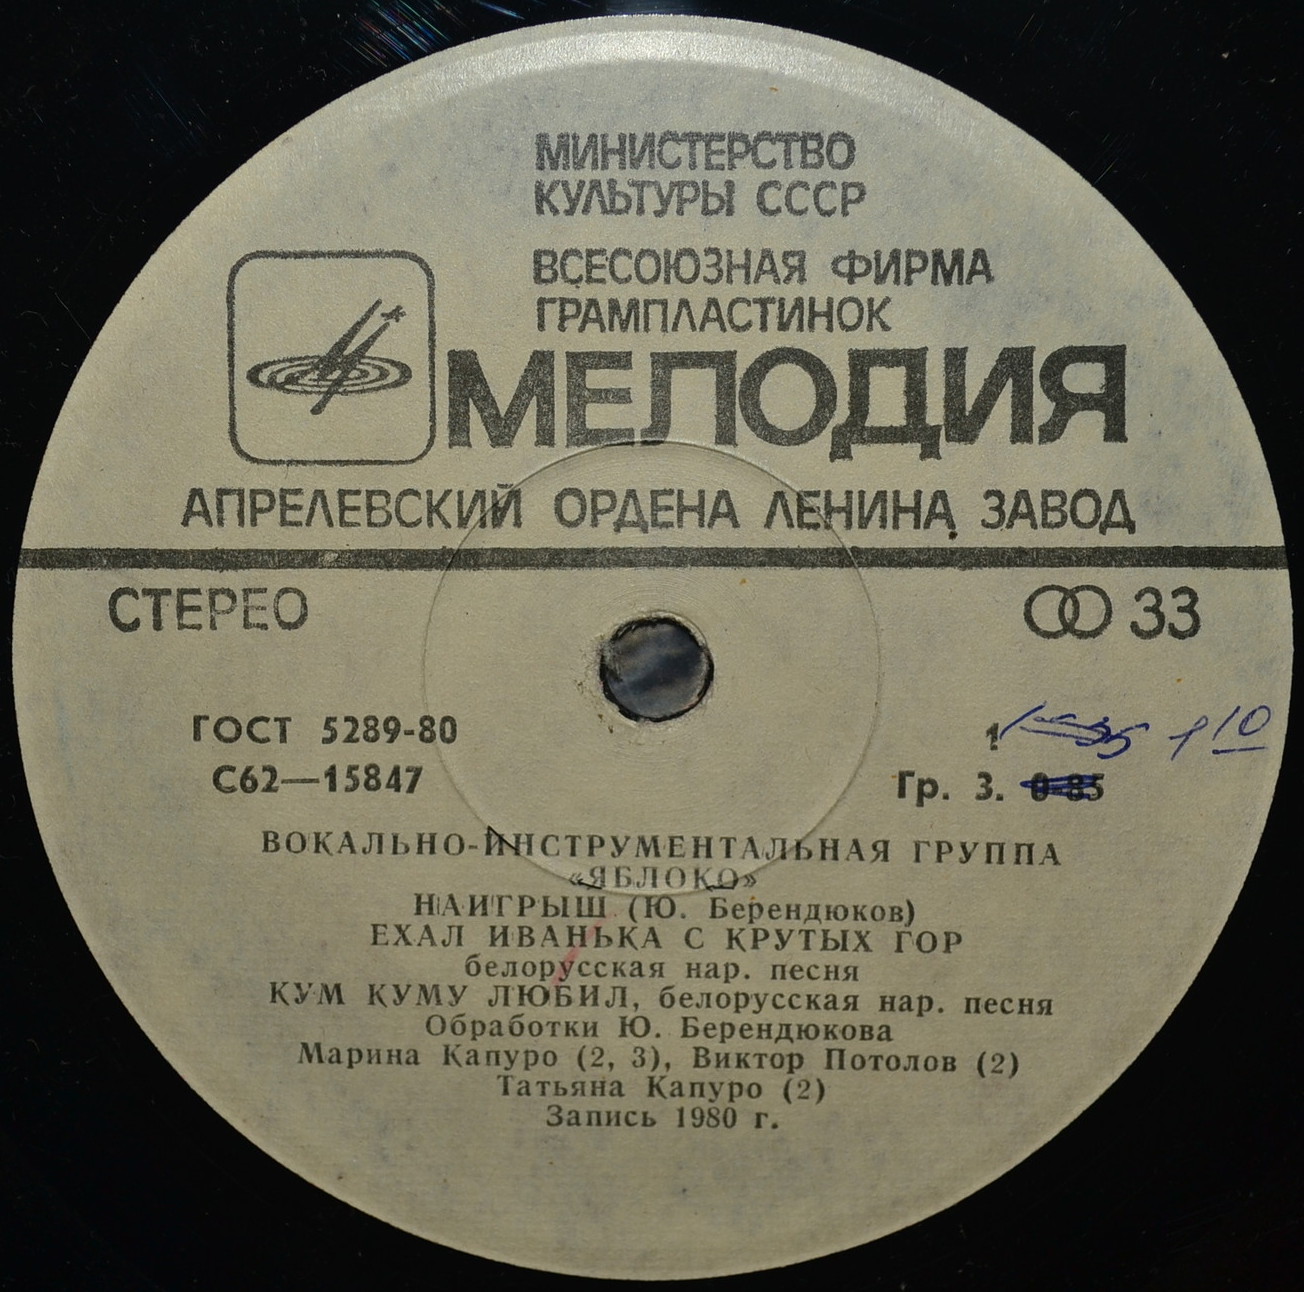 МИНИСТЕРСТВО
КУЛЬТУРЫ СССР
ВСЕСОЮЗНАЯ ФИРМА
ГРАМПЛАСТИНОК
МЕЛОДИЯ
АПРЕЛЕВСКИЙ ОРДЕНА ЛЕНИНА ЗАВОД
СТЕРЕО 33
ГОСТ 5289-80 1 1 10
С62—15847 Гр. 3. 0-85
ВОКАЛЬНО-ИНСТРУМЕНТАЛЬНАЯ ГРУППА
«ЯБЛОКО»
НАИГРЫШ (Ю. Берендюков)
ЕХАЛ ИВАНЬКА С КРУТЫХ ГОР
белорусская нар. песня
КУМ КУМУ ЛЮБИЛ, белорусская нар. песня
Обработки Ю. Берендюкова
Марина Капуро (2, 3), Виктор Потолов (2)
Татьяна Капуро (2)
Запись 1980 г.